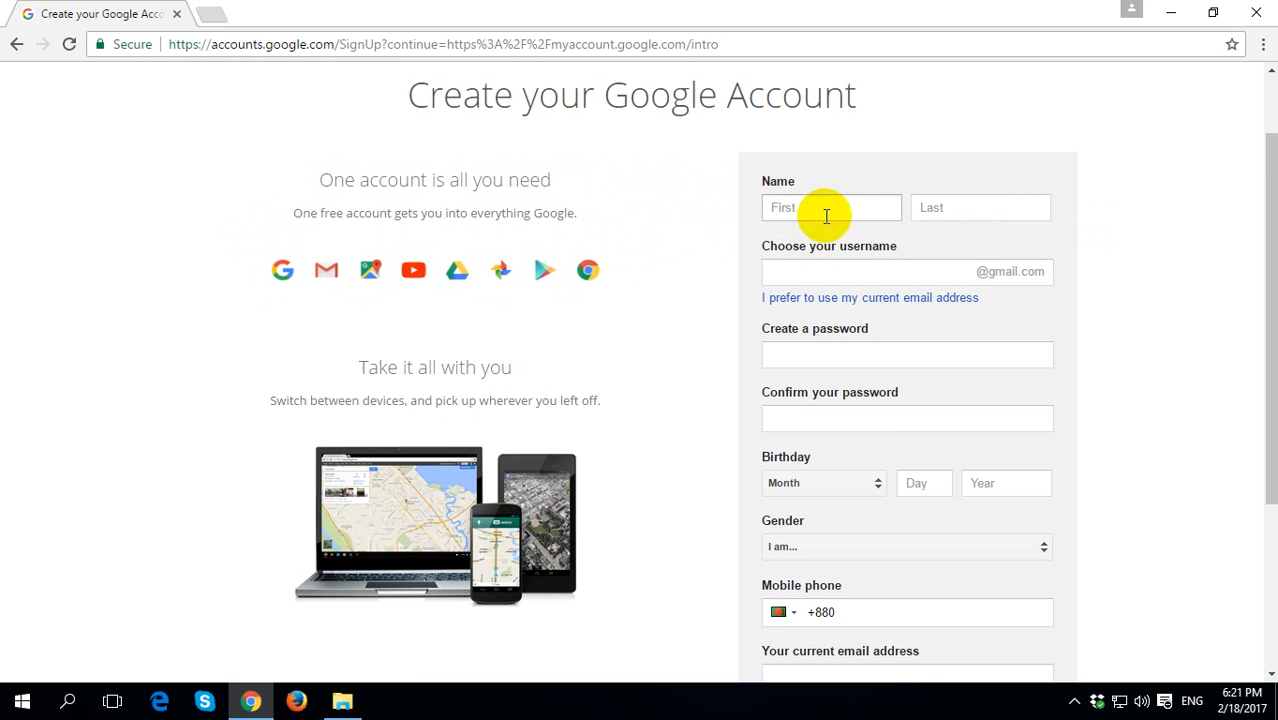 Create your Google Acco
Secure
https://accounts.google.com/SignUp?continue=https%3A%2F%2Fmyaccount.google.com/intro
Create your Google Account
One account is all you need
One free account gets you into everything Google.
Take it all with you
Switch between devices, and pick up wherever you left off.
Name
First
Last
Choose your username
@gmail.com
I prefer to use my current email address
Create a password
Confirm your password
Birthday
Month
Day
Year
Gender
I am...
Mobile phone
+880
Your current email address
ENG
6:21 PM
2/18/2017